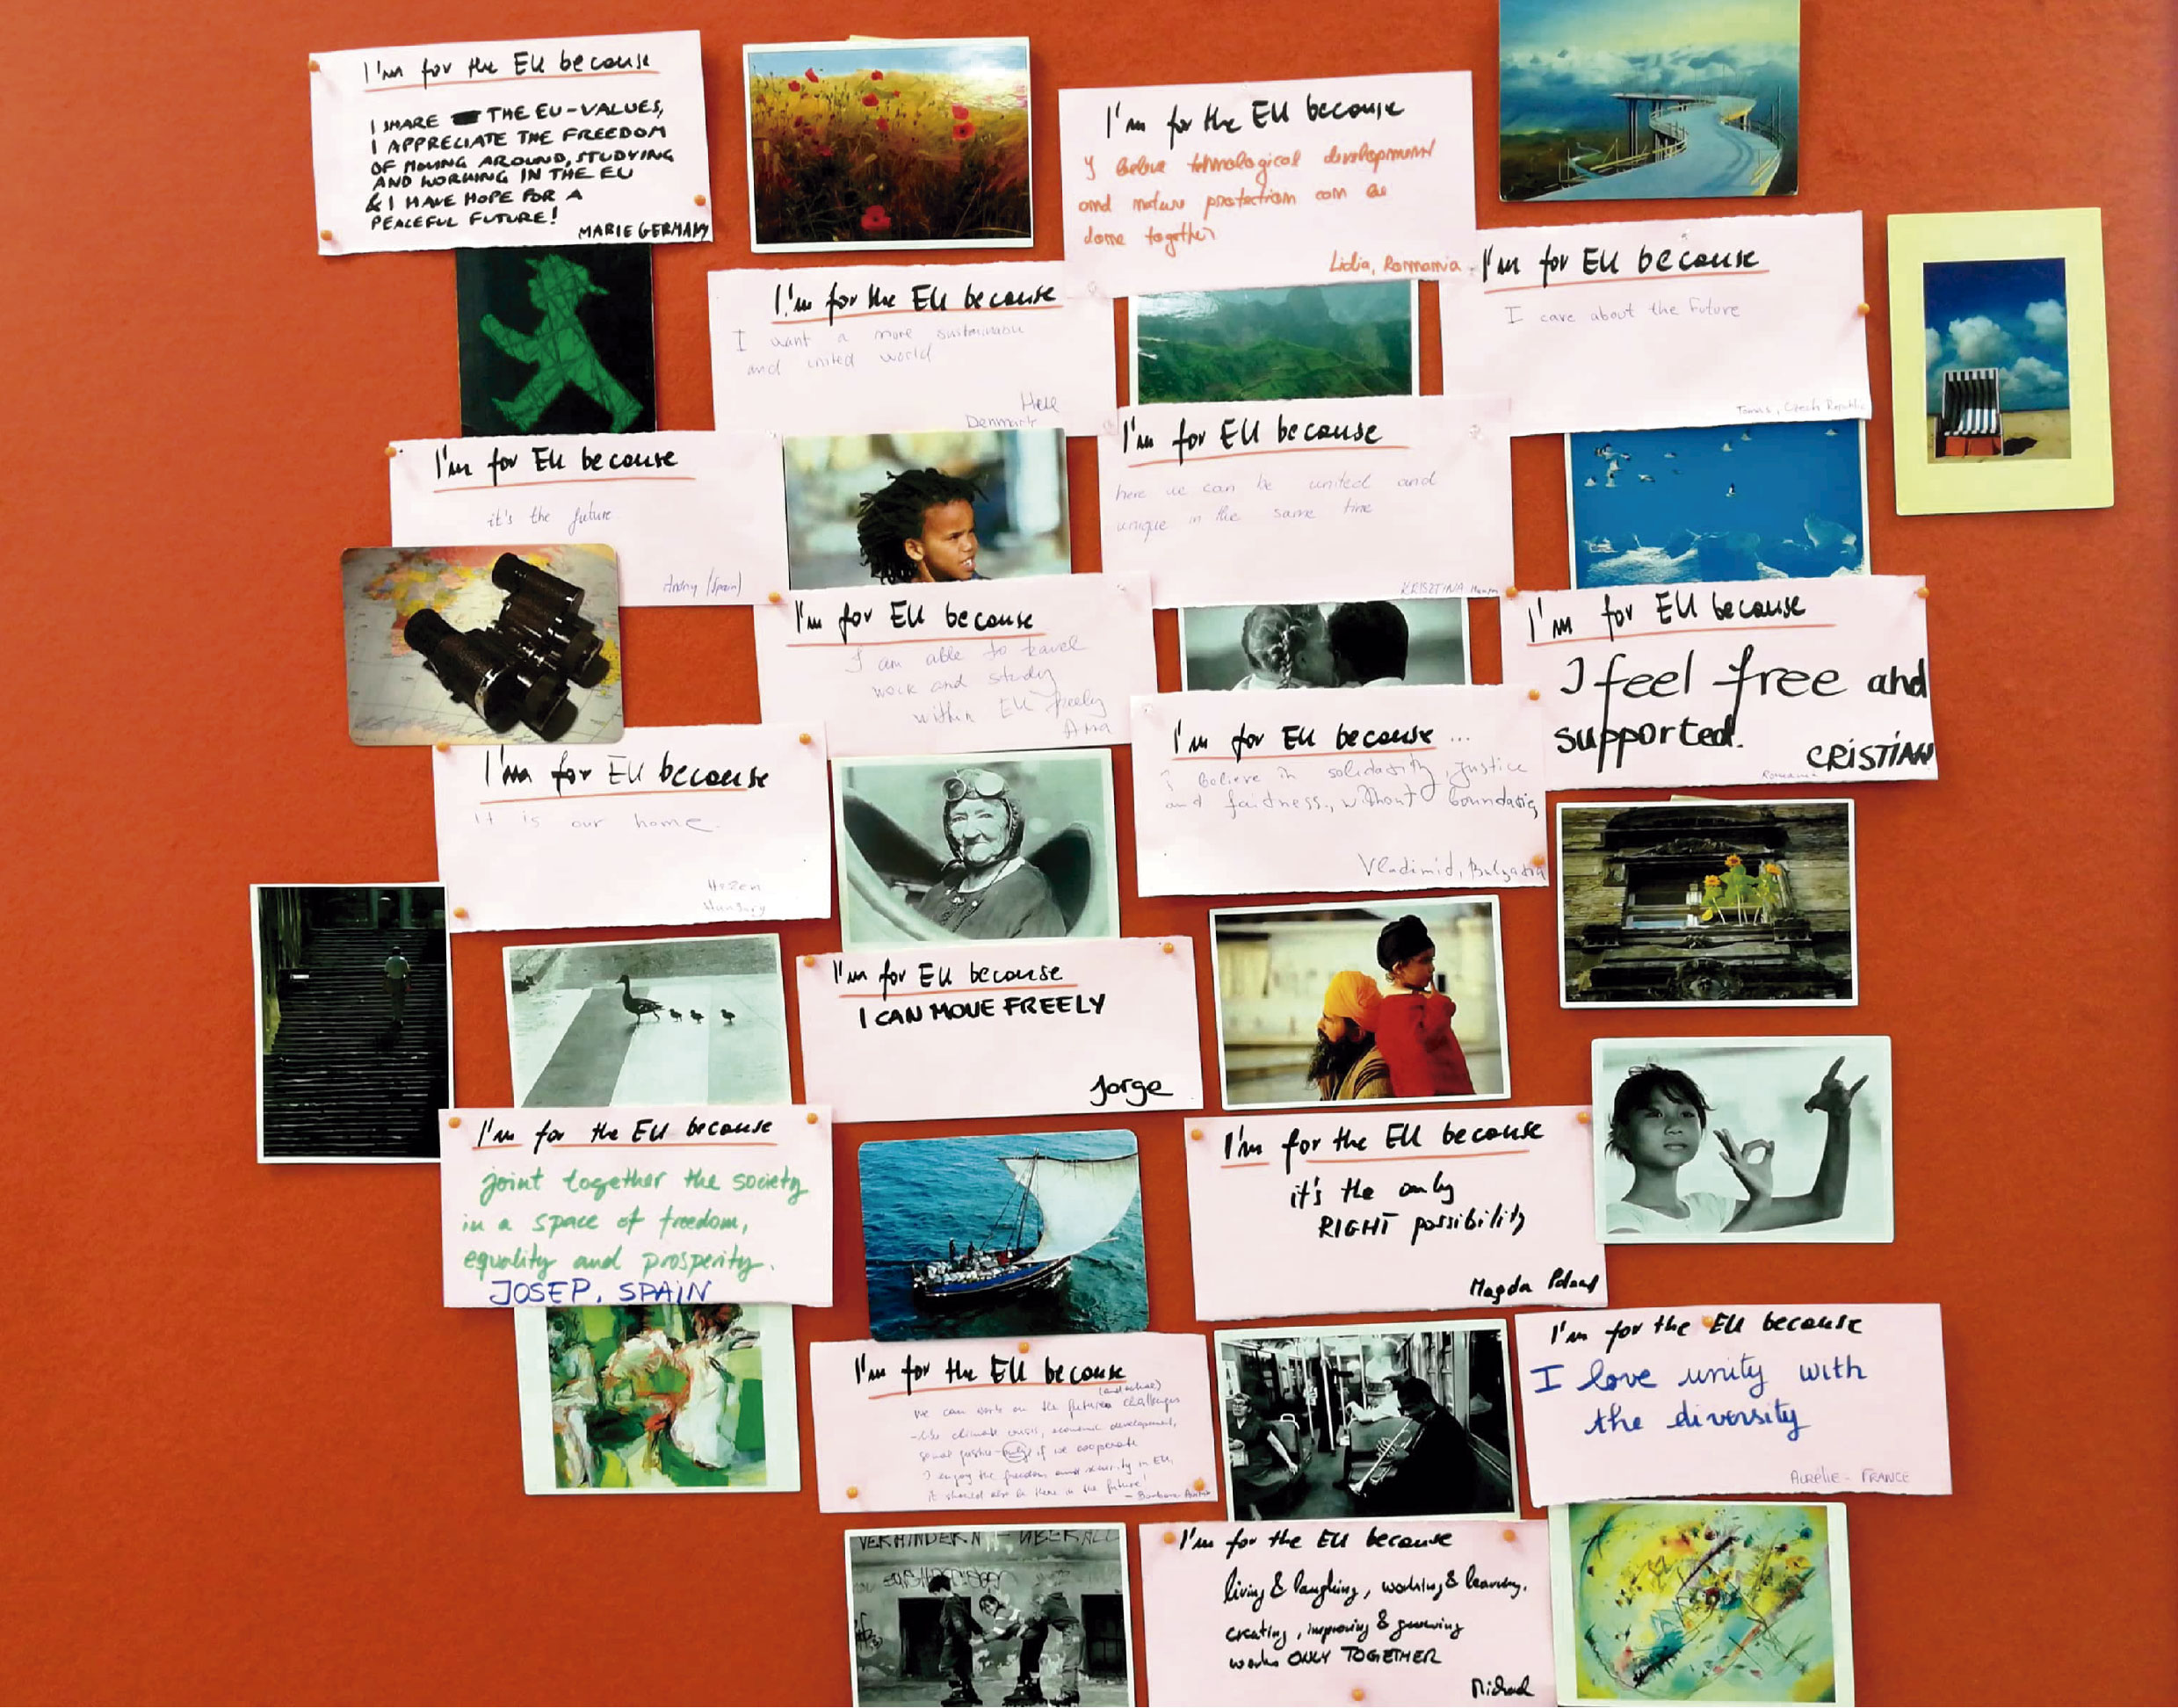 I'm for the EU because
I SHARE THE EU-VALUES,
I APPRECIATE THE FREEDOM
OF MOVING AROUND, STUDYING
AND WORKING IN THE EU
& I HAVE HOPE FOR A
PEACEFUL FUTURE!
MARIE GERMANY
I'm for the EU because
I belive tehnological development
and nature protection can be
done together
Lidia, Romania
I'm for the EU because
I want a more sustainable
and united world
Denmark
I'm for EU because
I care about the future
Tomas, Czech Republic
I'm for EU because
it's the future
(Spain)
I'm for EU because
here we can be united and
unique in the same time
KRISZTINA
I'm for EU because
I am able to travel
work and study
within EU freely
Ana
I'm for EU because
I feel free and
supported.
CRISTIAN
Romania
I'm for EU because
It is our home.
Hungary
I'm for EU because ...
I believe in solidarity, justice
and fairness, without boundaries
Vladimir, Bulgaria
I'm for EU because
I CAN MOVE FREELY
Jorge
I'm for the EU because
joint together the society
in a space of freedom,
equality and prosperity.
JOSEP, SPAIN
I'm for the EU because
it's the only
RIGHT possibility
Magda Poland
I'm for the EU because
we can work on the future challenges
(and actual)
- like climate crisis, economic development,
social justice - only if we cooperate
I enjoy the freedom and security in EU,
it should also be there in the future!
- Barbara
I'm for the EU because
I love unity with
the diversity
AURÉLIE - FRANCE
VERHINDERN ÜBERALL
I'm for the EU because
living & laughing, working & learning,
creating, improving & growing
works ONLY TOGETHER
Michael